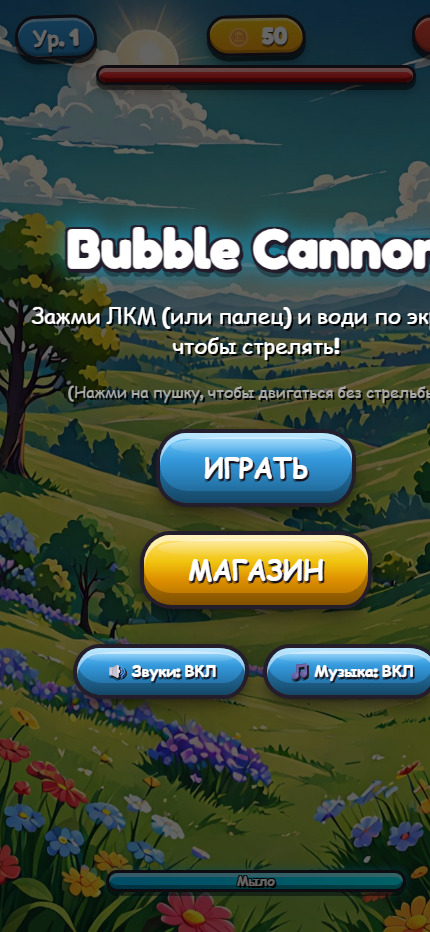 Ур. 1
50
Bubble Cannon
Зажми ЛКМ (или палец) и води по эк
чтобы стрелять!
(Нажми на пушку, чтобы двигаться без стрельбы
ИГРАТЬ
МАГАЗИН
Звуки: ВКЛ
Музыка: ВКЛ
Мыло